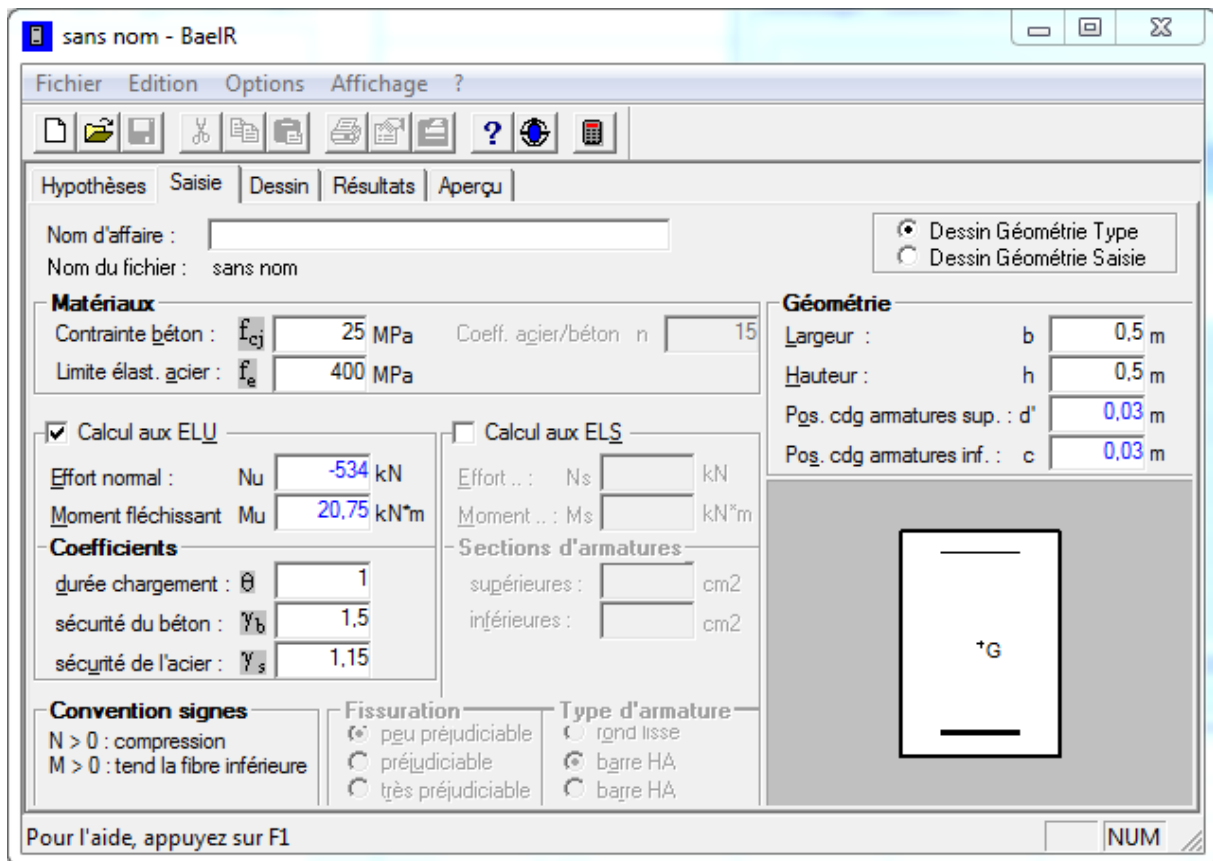 sans nom - BaelR
Fichier Edition Options Affichage ?
Hypothèses Saisie Dessin Résultats Aperçu
Nom d'affaire :
Nom du fichier : sans nom
Dessin Géométrie Type
Dessin Géométrie Saisie
Matériaux
Contrainte béton : fcj 25 MPa Coeff. acier/béton n 15
Limite élast. acier : fe 400 MPa
Géométrie
Largeur : b 0,5 m
Hauteur : h 0,5 m
Pos. cdg armatures sup. : d' 0,03 m
Pos. cdg armatures inf. : c 0,03 m
Calcul aux ELU
Effort normal : Nu -534 kN
Moment fléchissant Mu 20,75 kN*m
Calcul aux ELS
Effort .. : Ns kN
Moment .. : Ms kN*m
Coefficients
durée chargement : θ 1
sécurité du béton : γb 1,5
sécurité de l'acier : γs 1,15
Sections d'armatures
supérieures : cm2
inférieures : cm2
+G
Convention signes
N > 0 : compression
M > 0 : tend la fibre inférieure
Fissuration
peu préjudiciable
préjudiciable
très préjudiciable
Type d'armature
rond lisse
barre HA
barre HA
Pour l'aide, appuyez sur F1 NUM